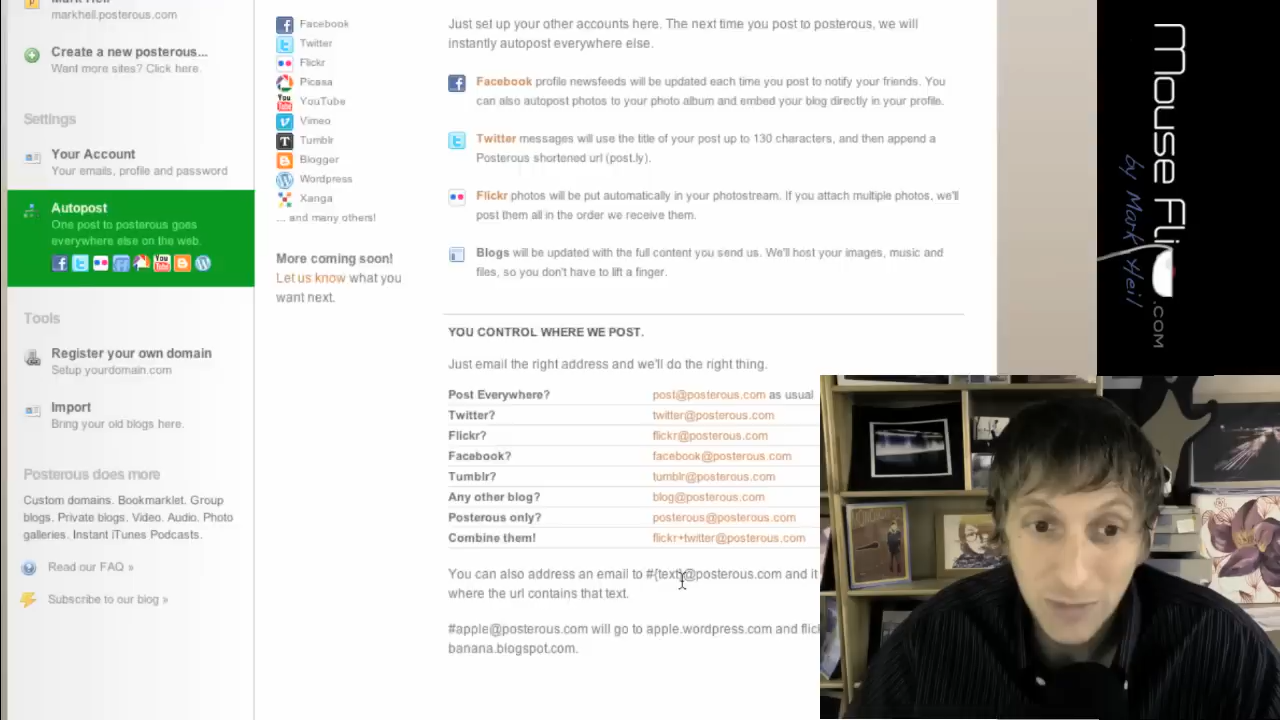 Mark Heil
markheil.posterous.com
Create a new posterous...
Want more sites? Click here.
Settings
Your Account
Your emails, profile and password
Autopost
One post to posterous goes
everywhere else on the web.
Tools
Register your own domain
Setup yourdomain.com
Import
Bring your old blogs here.
Posterous does more
Custom domains. Bookmarklet. Group
blogs. Private blogs. Video. Audio. Photo
galleries. Instant iTunes Podcasts.
Read our FAQ »
Subscribe to our blog »
Facebook
Twitter
Flickr
Picasa
YouTube
Vimeo
Tumblr
Blogger
Wordpress
Xanga
... and many others!
More coming soon!
Let us know what you
want next.
Just set up your other accounts here. The next time you post to posterous, we will
instantly autopost everywhere else.
Facebook profile newsfeeds will be updated each time you post to notify your friends. You
can also autopost photos to your photo album and embed your blog directly in your profile.
Twitter messages will use the title of your post up to 130 characters, and then append a
Posterous shortened url (post.ly).
Flickr photos will be put automatically in your photostream. If you attach multiple photos, we'll
post them all in the order we receive them.
Blogs will be updated with the full content you send us. We'll host your images, music and
files, so you don't have to lift a finger.
YOU CONTROL WHERE WE POST.
Just email the right address and we'll do the right thing.
Post Everywhere? post@posterous.com as usual
Twitter? twitter@posterous.com
Flickr? flickr@posterous.com
Facebook? facebook@posterous.com
Tumblr? tumblr@posterous.com
Any other blog? blog@posterous.com
Posterous only? posterous@posterous.com
Combine them! flickr+twitter@posterous.com
You can also address an email to #{text}@posterous.com and it
where the url contains that text.
#apple@posterous.com will go to apple.wordpress.com and flic
banana.blogspot.com.
Mouse Flip
.com
by Mark Heil